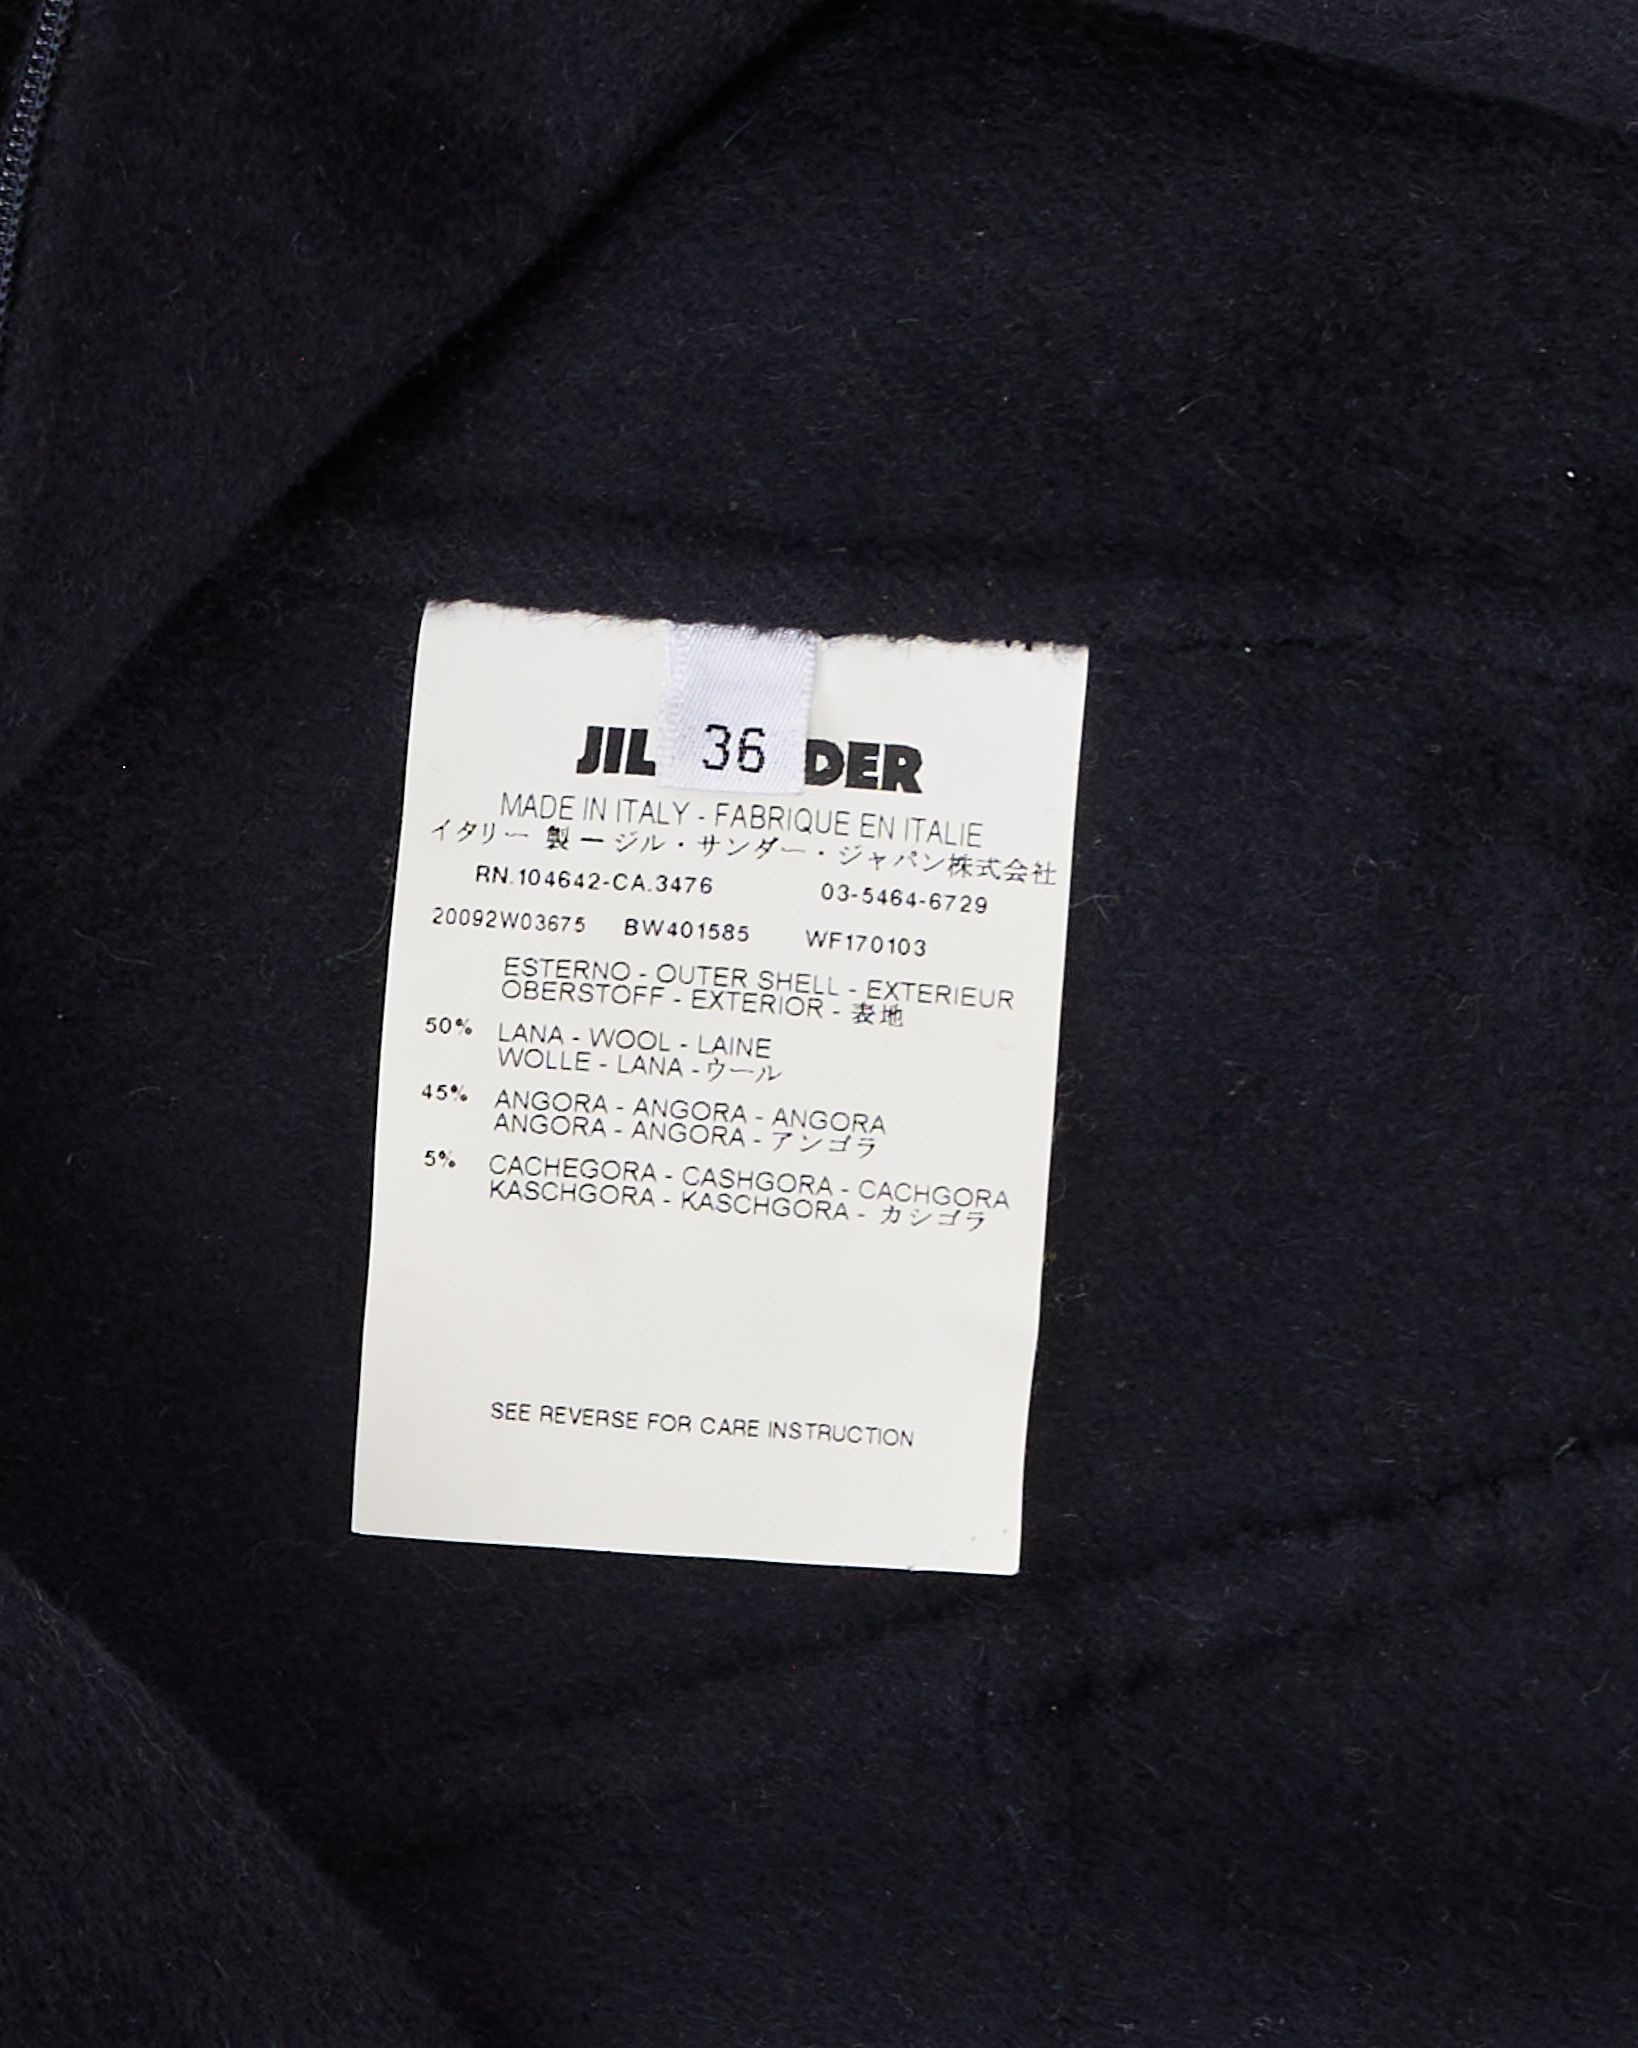 36
JIL DER
MADE IN ITALY - FABRIQUE EN ITALIE
イタリー 製 ー ジル・サンダー・ジャパン株式会社
RN.104642-CA.3476 03-5464-6729
20092W03675 BW401585 WF170103
ESTERNO - OUTER SHELL - EXTERIEUR
OBERSTOFF - EXTERIOR - 表地
50% LANA - WOOL - LAINE
WOLLE - LANA - ウール
45% ANGORA - ANGORA - ANGORA
ANGORA - ANGORA - アンゴラ
5% CACHEGORA - CASHGORA - CACHGORA
KASCHGORA - KASCHGORA - カシゴラ
SEE REVERSE FOR CARE INSTRUCTION